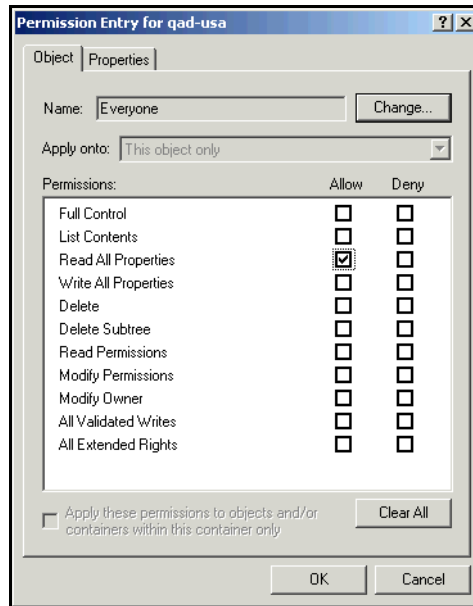 Permission Entry for qad-usa
Object Properties
Name: Everyone Change...
Apply onto: This object only
Permissions: Allow Deny
Full Control
List Contents
Read All Properties
Write All Properties
Delete
Delete Subtree
Read Permissions
Modify Permissions
Modify Owner
All Validated Writes
All Extended Rights
Apply these permissions to objects and/or
containers within this container only
Clear All
OK Cancel